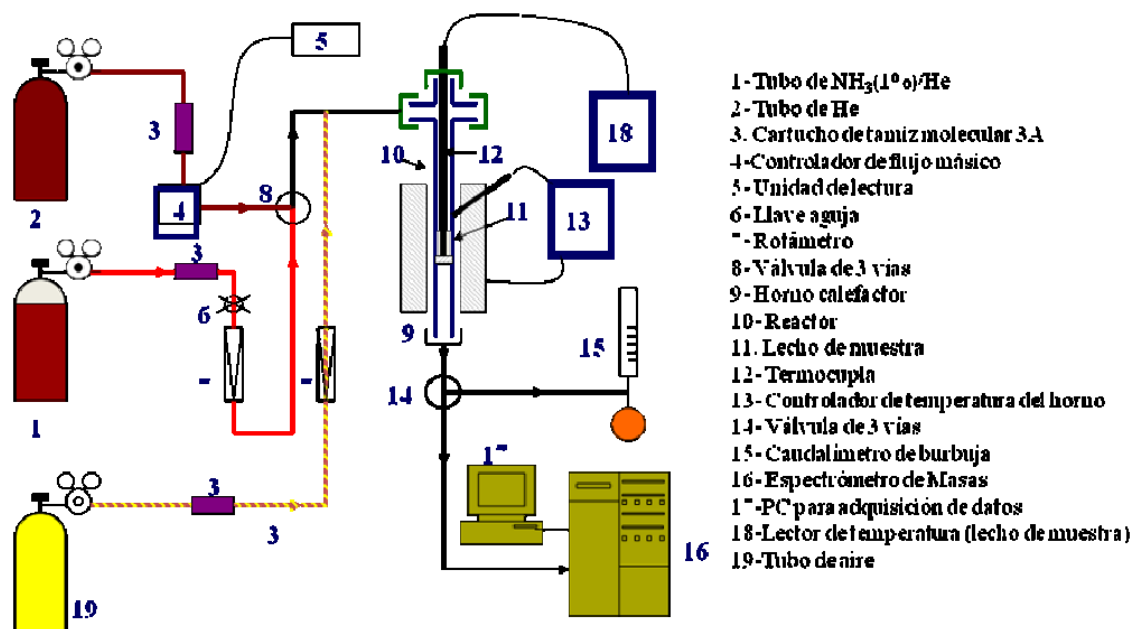 5
3
18
12
10
4
8
2
13
11
3
6
9
15
-
-
14
1
1-
3
3
16
19
1-Tubo de NH₃(1%)/He
2-Tubo de He
3. Cartucho de tamiz molecular 3A
4-Controlador de flujo másico
5-Unidad de lectura
6-Llave aguja
--Rotámetro
8-Válvula de 3 vías
9-Horno calefactor
10-Reactor
11. Lecho de muestra
12-Termocupla
13-Controlador de temperatura del horno
14-Válvula de 3 vías
15-Caudalímetro de burbuja
16-Espectrómetro de Masas
1--PC para adquisición de datos
18-Lector de temperatura (lecho de muestra)
19-Tubo de aire